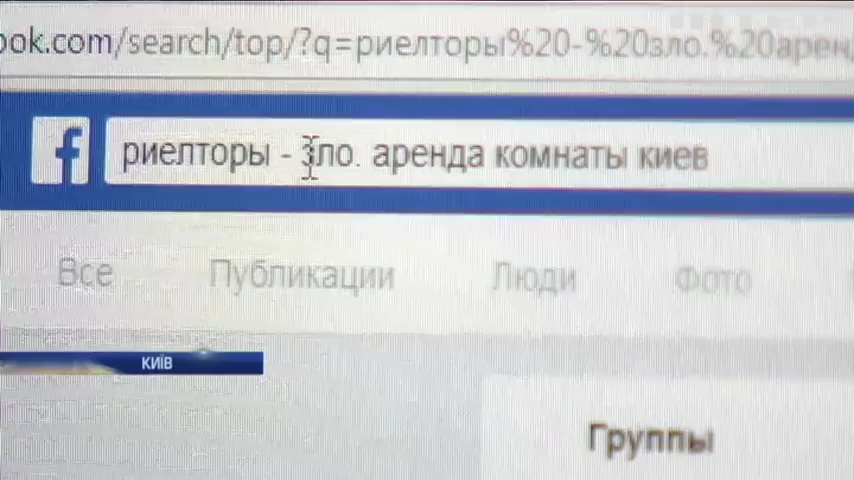 ook.com/search/top/?q=риелторы%20-%20зло.%20арен
риелторы - зло. аренда комнаты киев
Все Публикации Люди Фото
КИЇВ
Группы